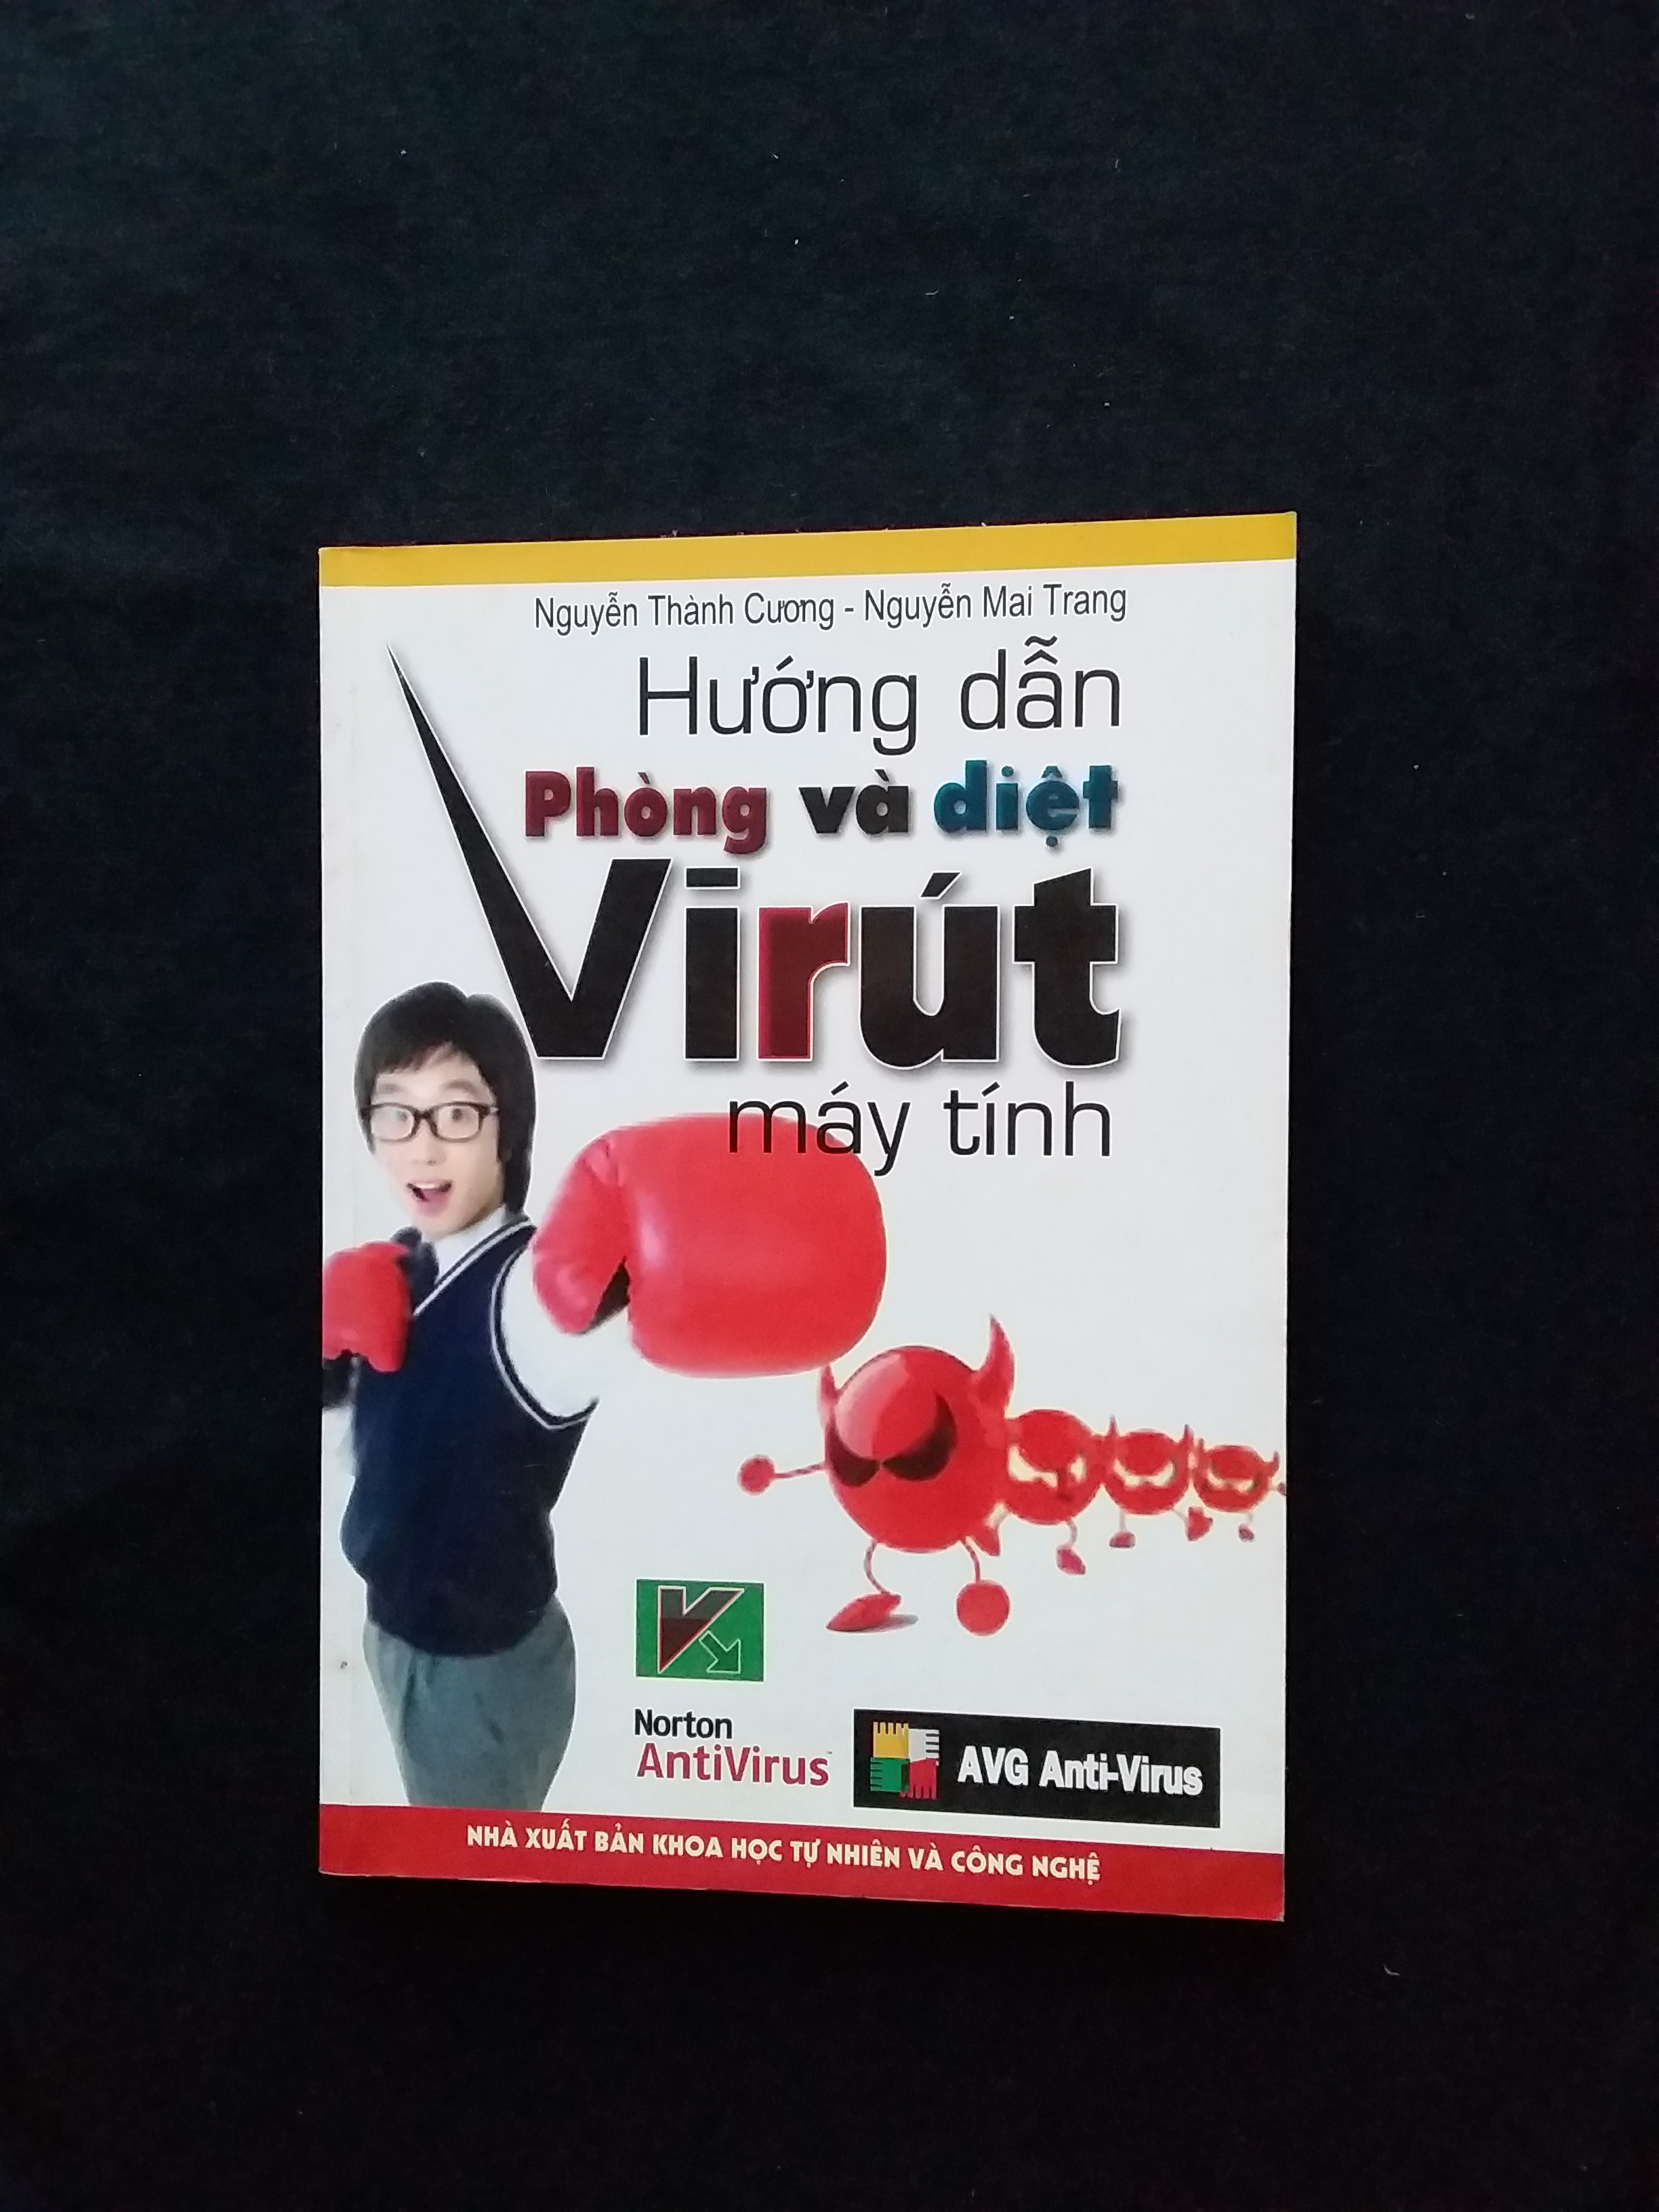 Nguyễn Thành Cương - Nguyễn Mai Trang
Hướng dẫn
Phòng và diệt
Virút
máy tính
Norton
AntiVirus
AVG Anti-Virus
NHÀ XUẤT BẢN KHOA HỌC TỰ NHIÊN VÀ CÔNG NGHỆ